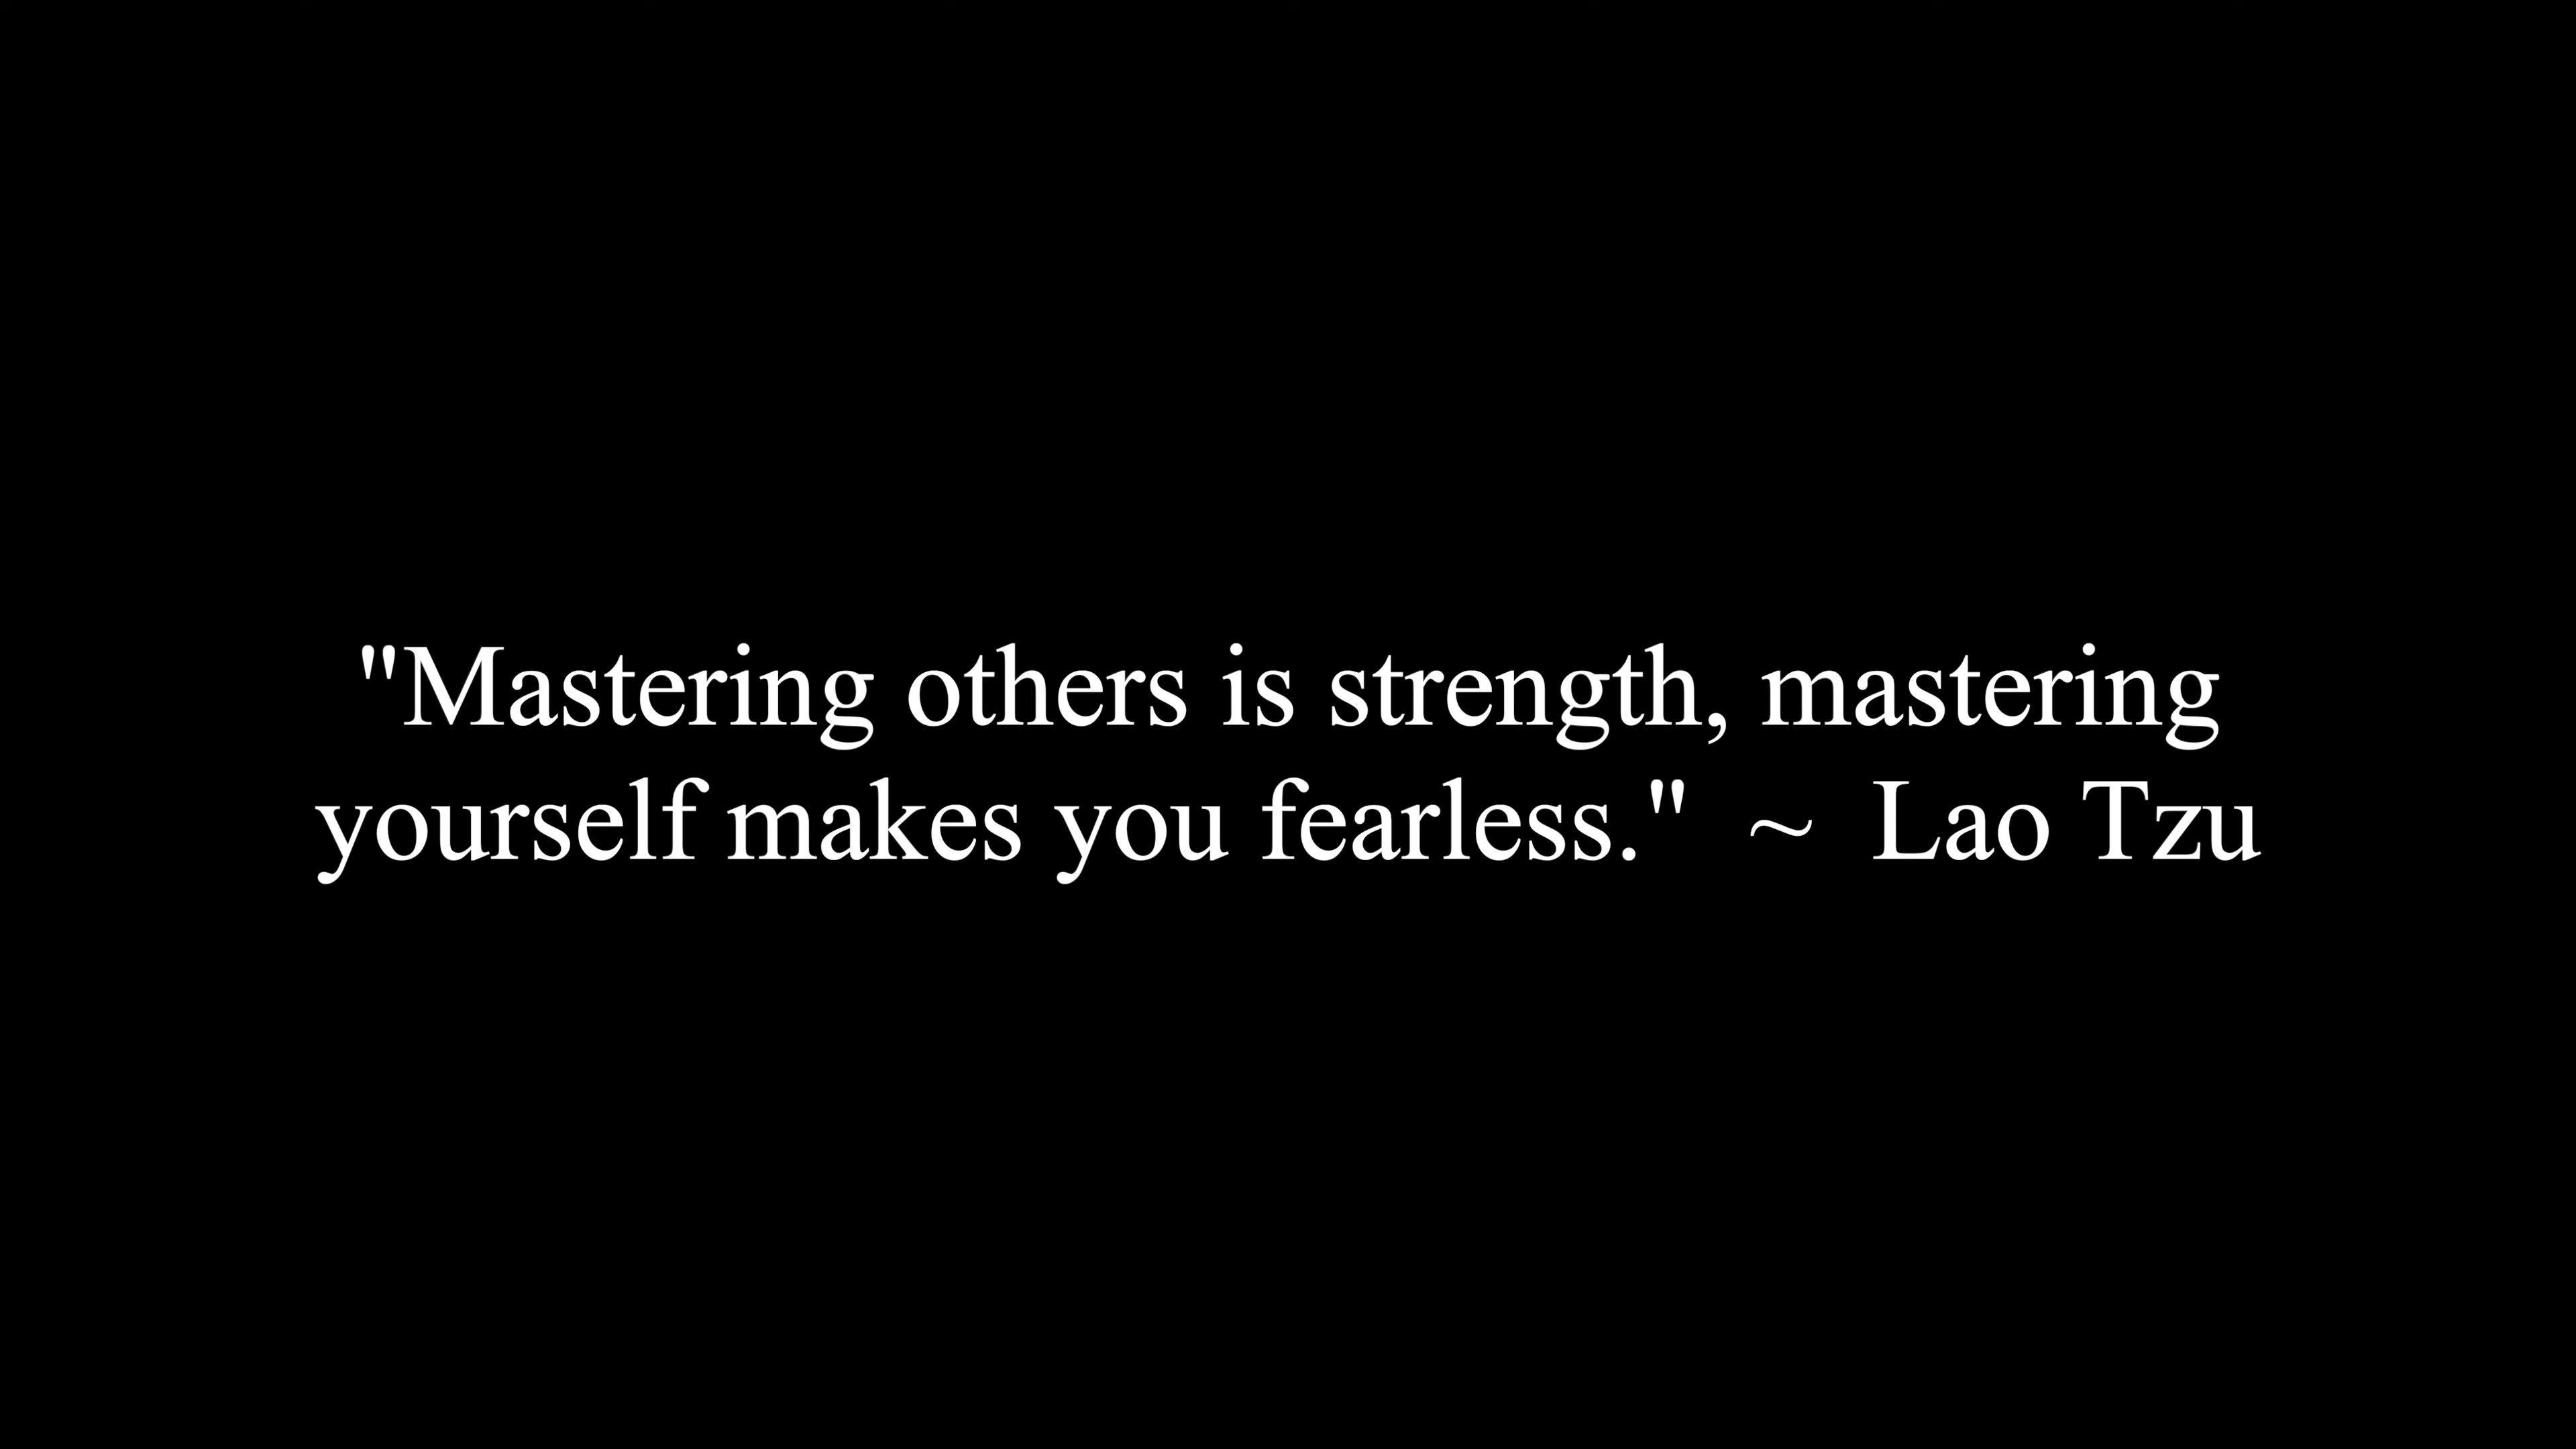 "Mastering others is strength, mastering
yourself makes you fearless."  ~  Lao Tzu